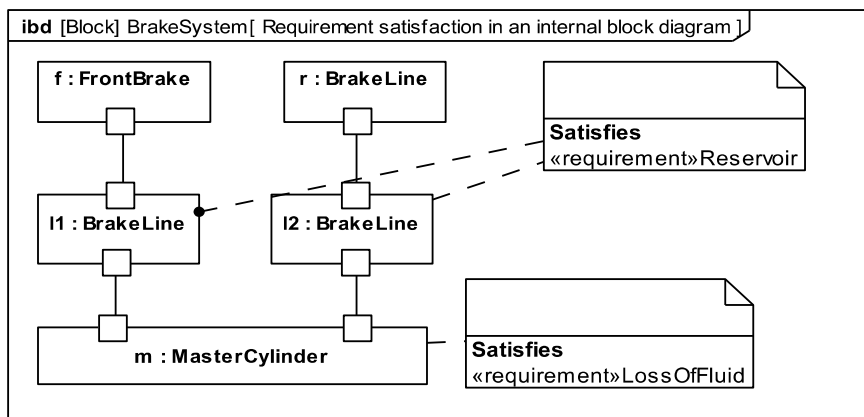 ibd [Block] BrakeSystem[ Requirement satisfaction in an internal block diagram ]
f : FrontBrake
r : BrakeLine
Satisfies
«requirement»Reservoir
l1 : BrakeLine
l2 : BrakeLine
m : MasterCylinder
Satisfies
«requirement»LossOfFluid